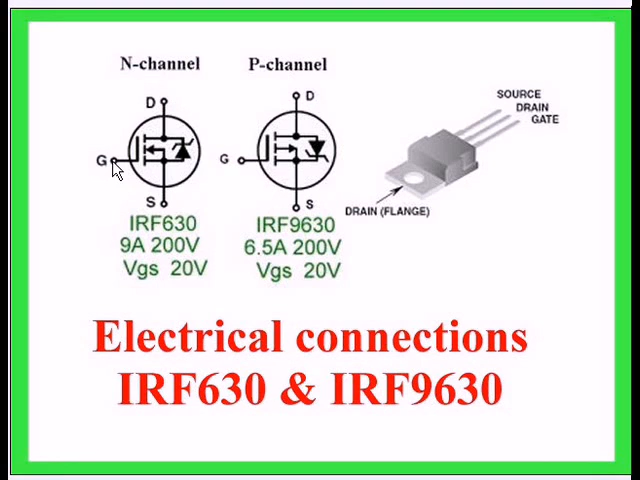 N-channel
P-channel
D
G
S
IRF630
9A 200V
Vgs 20V
D
G
S
IRF9630
6.5A 200V
Vgs 20V
SOURCE
DRAIN
GATE
DRAIN (FLANGE)
Electrical connections
IRF630 & IRF9630